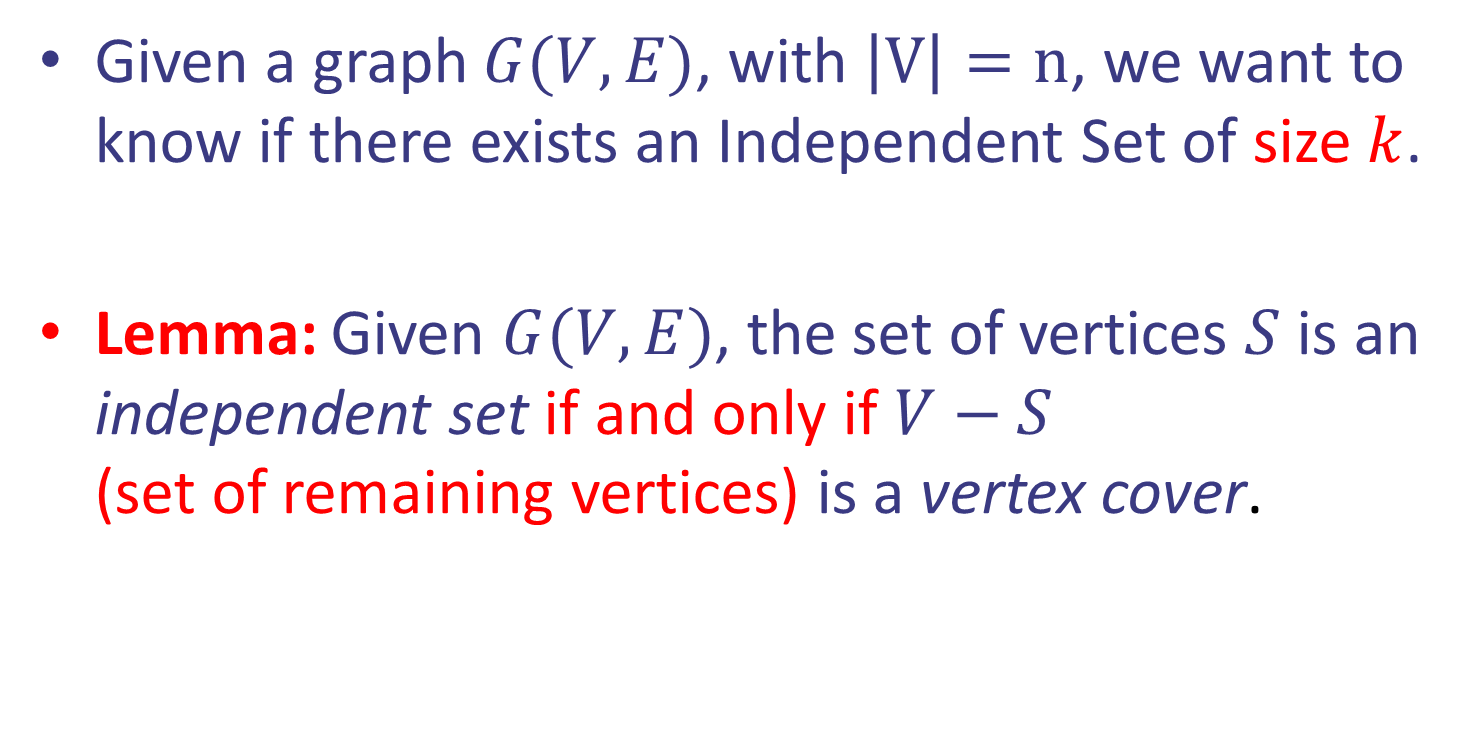 • Given a graph G(V, E), with |V| = n, we want to
know if there exists an Independent Set of size k.
• Lemma: Given G(V, E), the set of vertices S is an
independent set if and only if V − S
(set of remaining vertices) is a vertex cover.